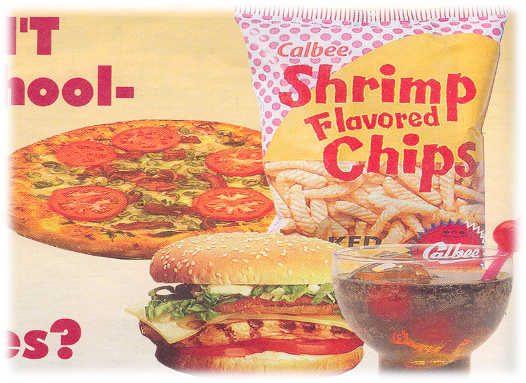 'T
hool-
es?
Calbee
Shrimp
Flavored
Chips
KED
Calbee